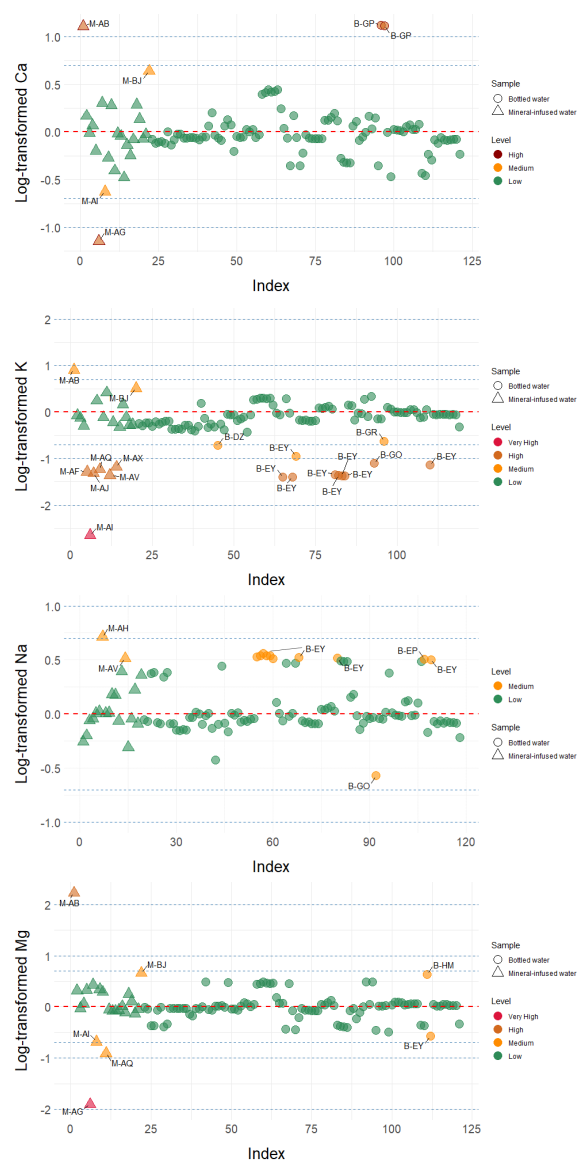 Log-transformed Ca
1.0
0.5
0.0
-0.5
-1.0
M-AB
B-GP
B-GP
M-BJ
M-AI
M-AG
0 25 50 75 100 125
Index
Sample
Bottled water
Mineral-infused water
Level
High
Medium
Low
Log-transformed K
2
1
0
-1
-2
M-AB
M-BJ
B-DZ
B-EY
B-GR
B-GO
B-EY
M-AQ
M-AX
M-AF
M-AV
M-AJ
B-EY
B-EY
B-EY
B-EY
B-EY
B-EY
M-AI
0 25 50 75 100
Index
Sample
Bottled water
Mineral-infused water
Level
Very High
High
Medium
Low
Log-transformed Na
1.0
0.5
0.0
-0.5
-1.0
M-AH
M-AV
B-EY
B-EY
B-EP
B-EY
B-GO
0 30 60 90 120
Index
Level
Medium
Low
Sample
Bottled water
Mineral-infused water
Log-transformed Mg
2
1
0
-1
-2
M-AB
M-BJ
B-HM
M-AI
M-AQ
B-EY
M-AG
0 25 50 75 100 125
Index
Sample
Bottled water
Mineral-infused water
Level
Very High
High
Medium
Low